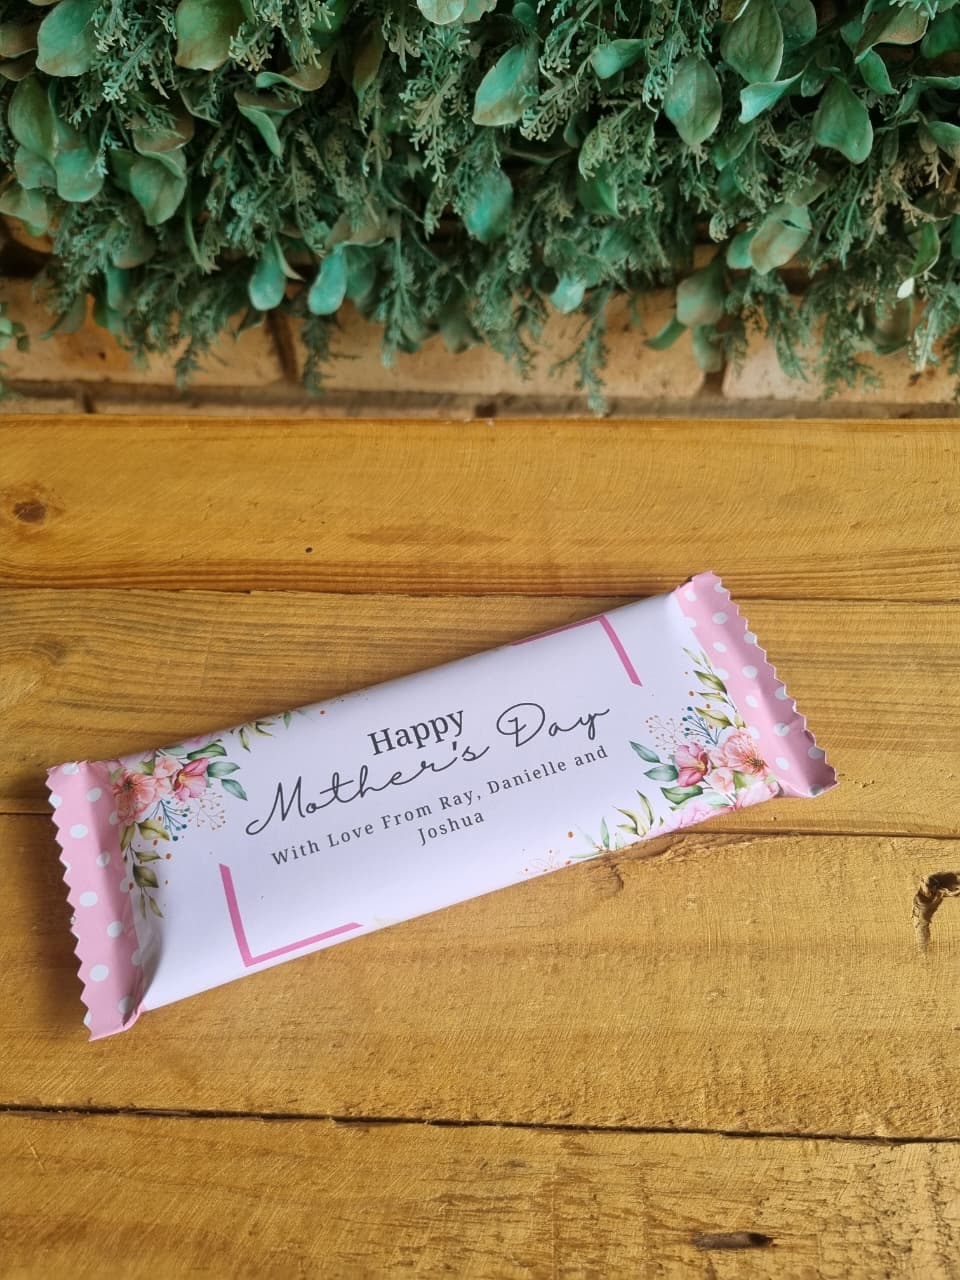 Happy
Mother's Day
With Love From Ray, Danielle and
Joshua